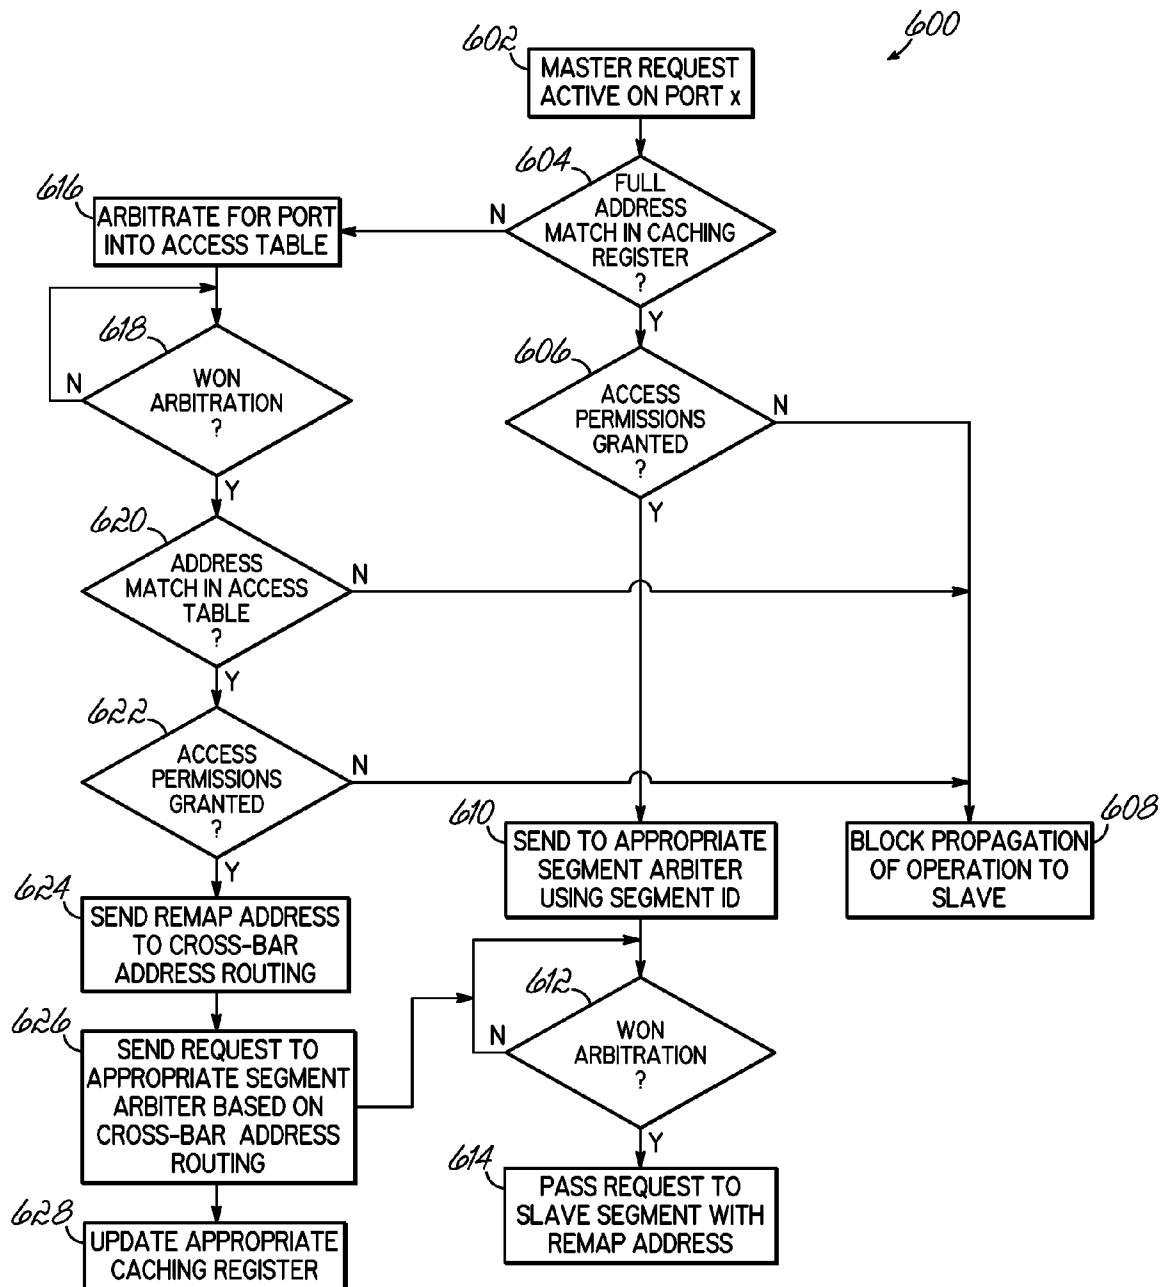 600
602
MASTER REQUEST
ACTIVE ON PORT x
604
FULL
ADDRESS
MATCH IN CACHING
REGISTER
?
N
Y
616
ARBITRATE FOR PORT
INTO ACCESS TABLE
618
WON
ARBITRATION
?
N
Y
606
ACCESS
PERMISSIONS
GRANTED
?
N
Y
620
ADDRESS
MATCH IN ACCESS
TABLE
?
N
Y
622
ACCESS
PERMISSIONS
GRANTED
?
N
Y
610
SEND TO APPROPRIATE
SEGMENT ARBITER
USING SEGMENT ID
608
BLOCK PROPAGATION
OF OPERATION TO
SLAVE
624
SEND REMAP ADDRESS
TO CROSS-BAR
ADDRESS ROUTING
612
WON
ARBITRATION
?
N
Y
626
SEND REQUEST TO
APPROPRIATE SEGMENT
ARBITER BASED ON
CROSS-BAR ADDRESS
ROUTING
614
PASS REQUEST TO
SLAVE SEGMENT WITH
REMAP ADDRESS
628
UPDATE APPROPRIATE
CACHING REGISTER